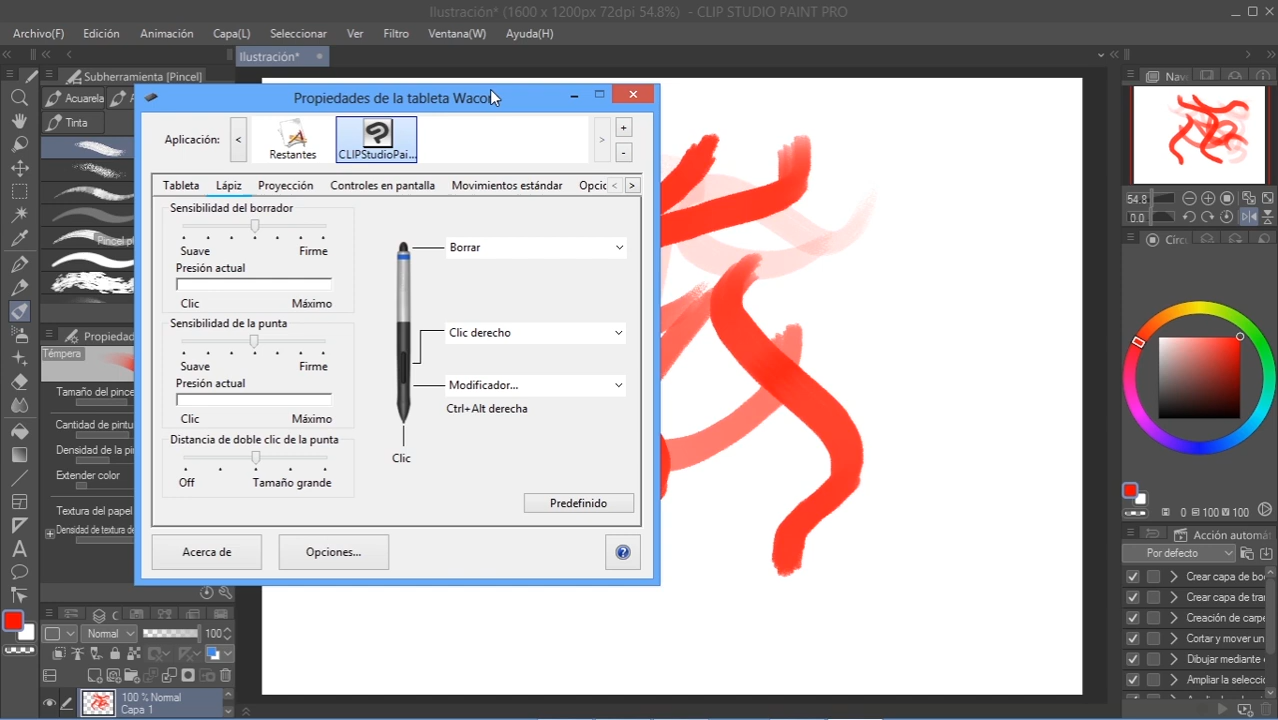 Ilustración* (1600 x 1200px 72dpi 54.8%) - CLIP STUDIO PAINT PRO
Archivo(F) Edición Animación Capa(L) Seleccionar Ver Filtro Ventana(W) Ayuda(H)
Ilustración*
Subherramienta [Pincel]
Acuarela
Tinta
Propiedad
Témpera
Tamaño del pince
Cantidad de pintu
Densidad de la pi
Extender color
Textura del papel
Densidad de textura de
Normal 100
100 % Normal
Capa 1
Propiedades de la tableta Wacom
Aplicación: < Restantes CLIPStudioPai... > + -
Tableta Lápiz Proyección Controles en pantalla Movimientos estándar Opcio < >
Sensibilidad del borrador
Suave Firme
Presión actual
Clic Máximo
Sensibilidad de la punta
Suave Firme
Presión actual
Clic Máximo
Distancia de doble clic de la punta
Off Tamaño grande
Borrar
Clic derecho
Modificador...
Ctrl+Alt derecha
Clic
Predefinido
Acerca de Opciones... ?
Nav
54.8
0.0
Círc
0 100 100
Acción automá
Por defecto
Crear capa de bo
Crear capa de tra
Creación de carpe
Cortar y mover un
Dibujar mediante
Ampliar la selecci